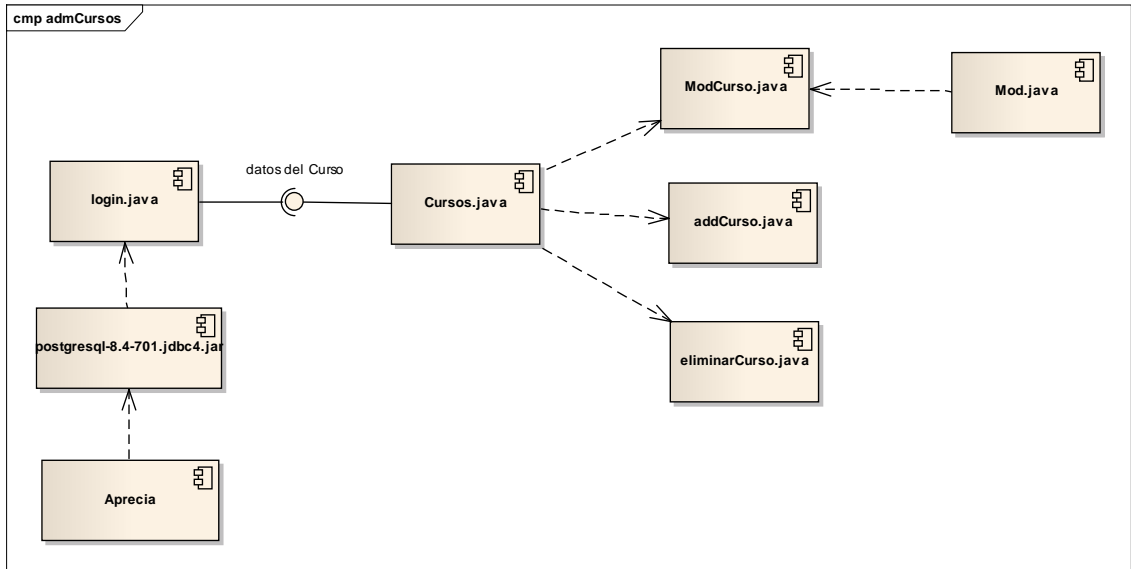 cmp admCursos
ModCurso.java
Mod.java
datos del Curso
login.java
Cursos.java
addCurso.java
postgresql-8.4-701.jdbc4.jar
eliminarCurso.java
Aprecia